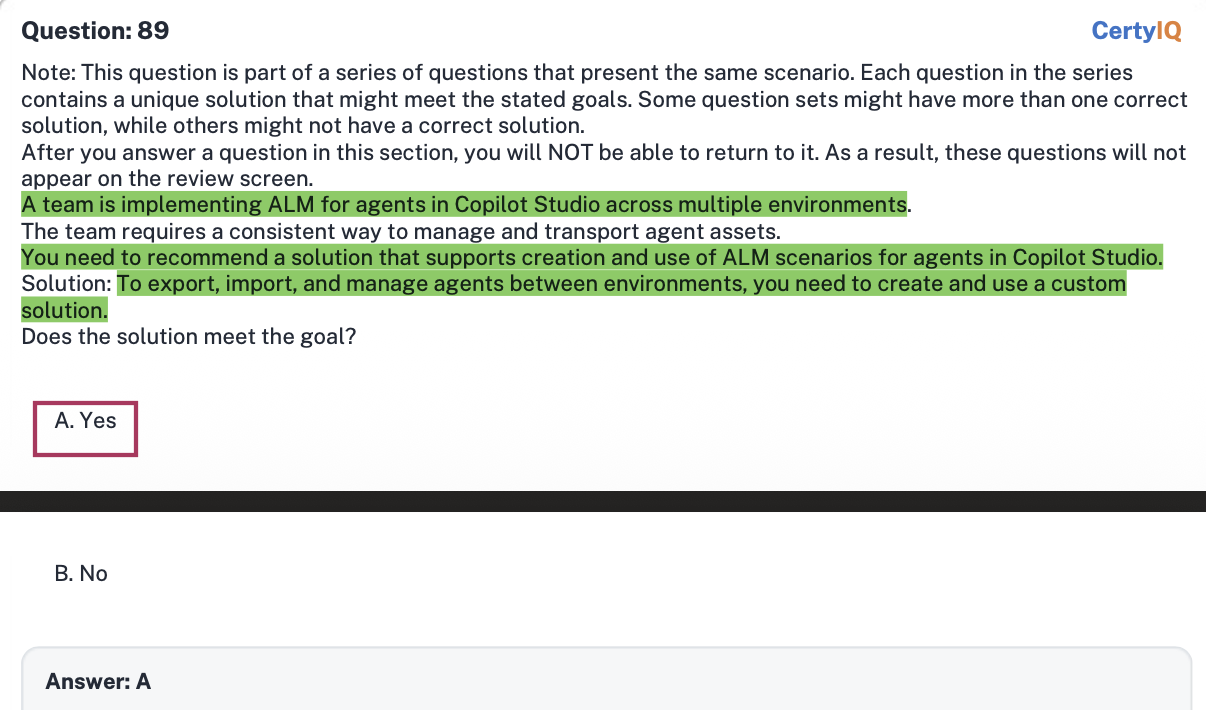 Question: 89
CertyIQ
Note: This question is part of a series of questions that present the same scenario. Each question in the series
contains a unique solution that might meet the stated goals. Some question sets might have more than one correct
solution, while others might not have a correct solution.
After you answer a question in this section, you will NOT be able to return to it. As a result, these questions will not
appear on the review screen.
A team is implementing ALM for agents in Copilot Studio across multiple environments.
The team requires a consistent way to manage and transport agent assets.
You need to recommend a solution that supports creation and use of ALM scenarios for agents in Copilot Studio.
Solution: To export, import, and manage agents between environments, you need to create and use a custom
solution.
Does the solution meet the goal?
A. Yes
B. No
Answer: A